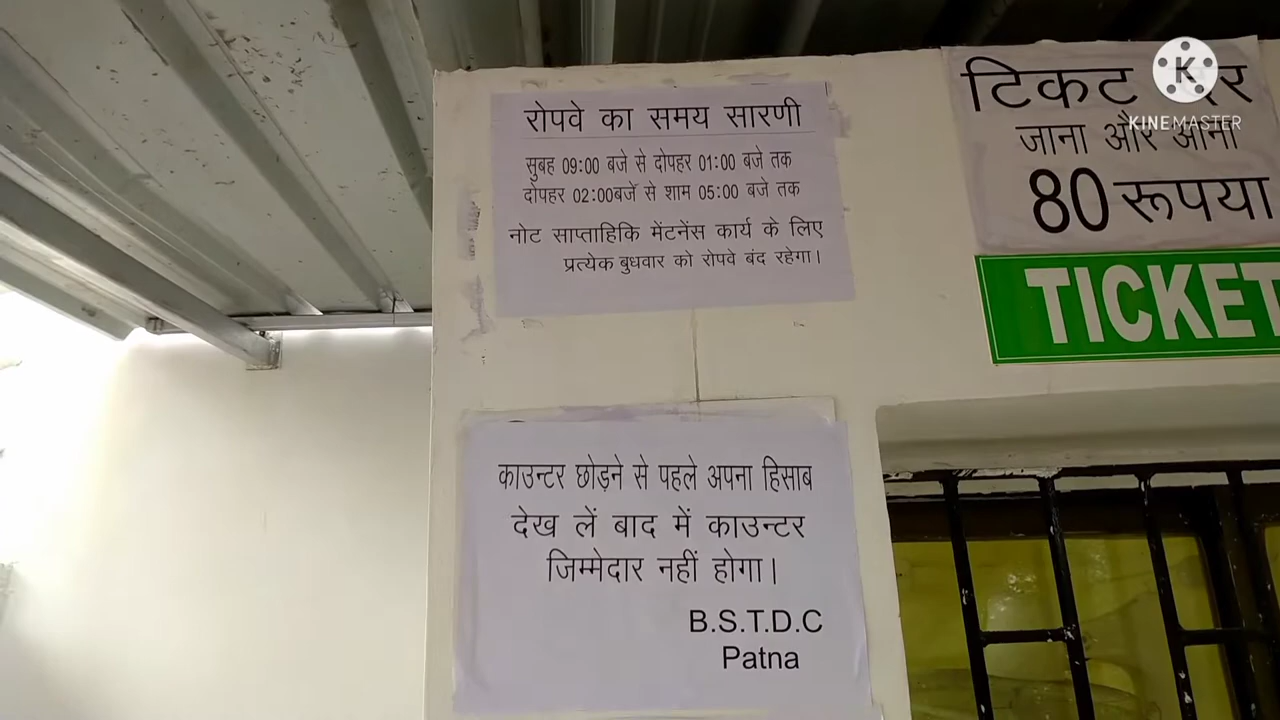 रोपवे का समय सारणी
सुबह 09:00 बजे से दोपहर 01:00 बजे तक
दोपहर 02:00बजे से शाम 05:00 बजे तक
नोट साप्ताहिकि मेंटनेंस कार्य के लिए
प्रत्येक बुधवार को रोपवे बंद रहेगा।
टिकट
जाना और आना
80 रूपया
TICKET
काउन्टर छोड़ने से पहले अपना हिसाब
देख लें बाद में काउन्टर
जिम्मेदार नहीं होगा।
B.S.T.D.C
Patna
K
KINEMASTER